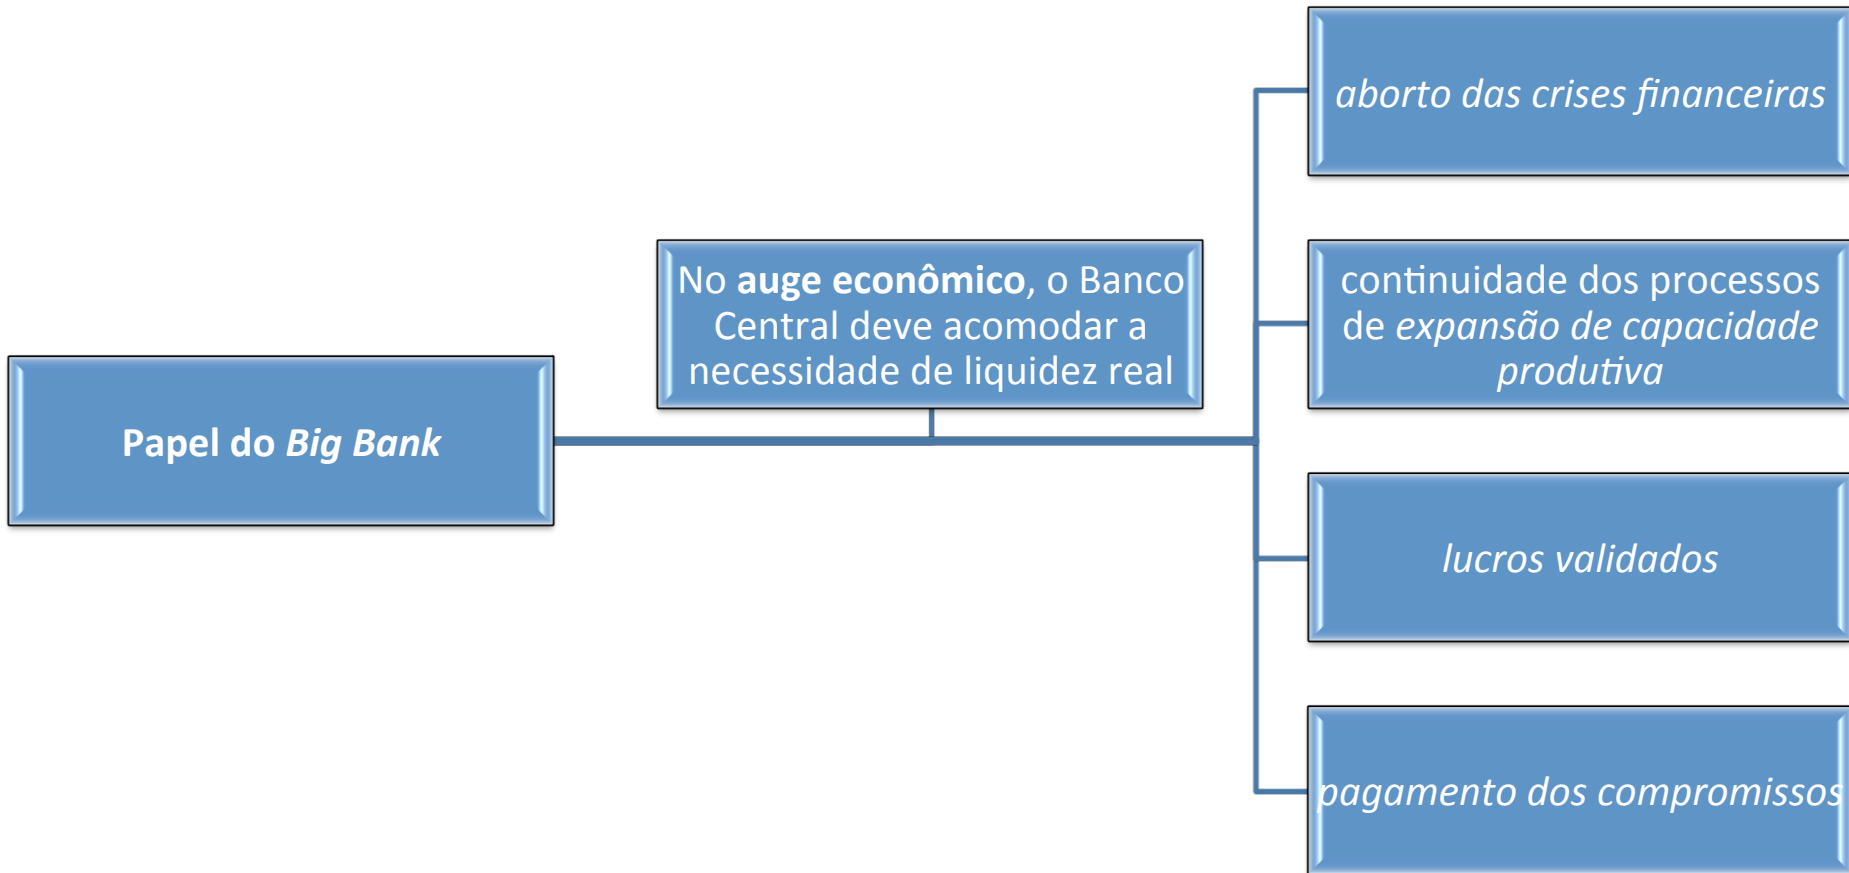 Papel do Big Bank
No auge econômico, o Banco
Central deve acomodar a
necessidade de liquidez real
aborto das crises financeiras
continuidade dos processos
de expansão de capacidade
produtiva
lucros validados
pagamento dos compromissos